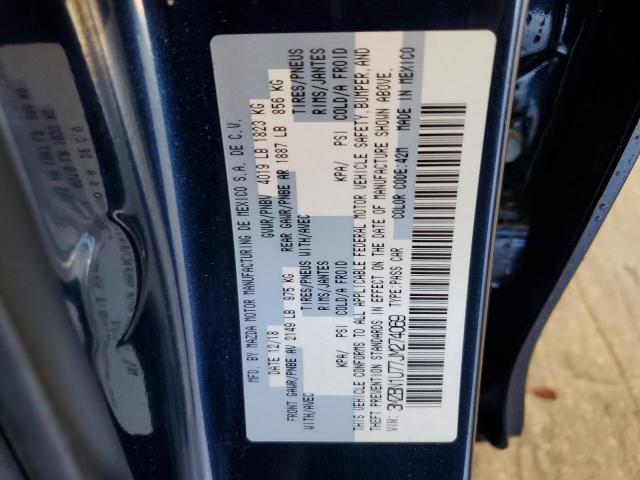 MFD. BY MAZDA MOTOR MANUFACTURING DE MEXICO S.A. DE C.V.
DATE 12/18 GVWR/PNBV 4019 LB 1823 KG
FRONT GAWR/PNBE AV 2149 LB 975 KG REAR GAWR/PNBE AR 1887 LB 856 KG
WITH/AVEC TIRES/PNEUS WITH/AVEC TIRES/PNEUS
RIMS/JANTES RIMS/JANTES
KPA/ PSI COLD/A FROID KPA/ PSI COLD/A FROID
THIS VEHICLE CONFORMS TO ALL APPLICABLE FEDERAL MOTOR VEHICLE SAFETY, BUMPER, AND
THEFT PREVENTION STANDARDS IN EFFECT ON THE DATE OF MANUFACTURE SHOWN ABOVE.
VIN: 3MZBN1U77JM274069 TYPE:PASS CAR COLOR CODE:42M MADE IN MEXICO